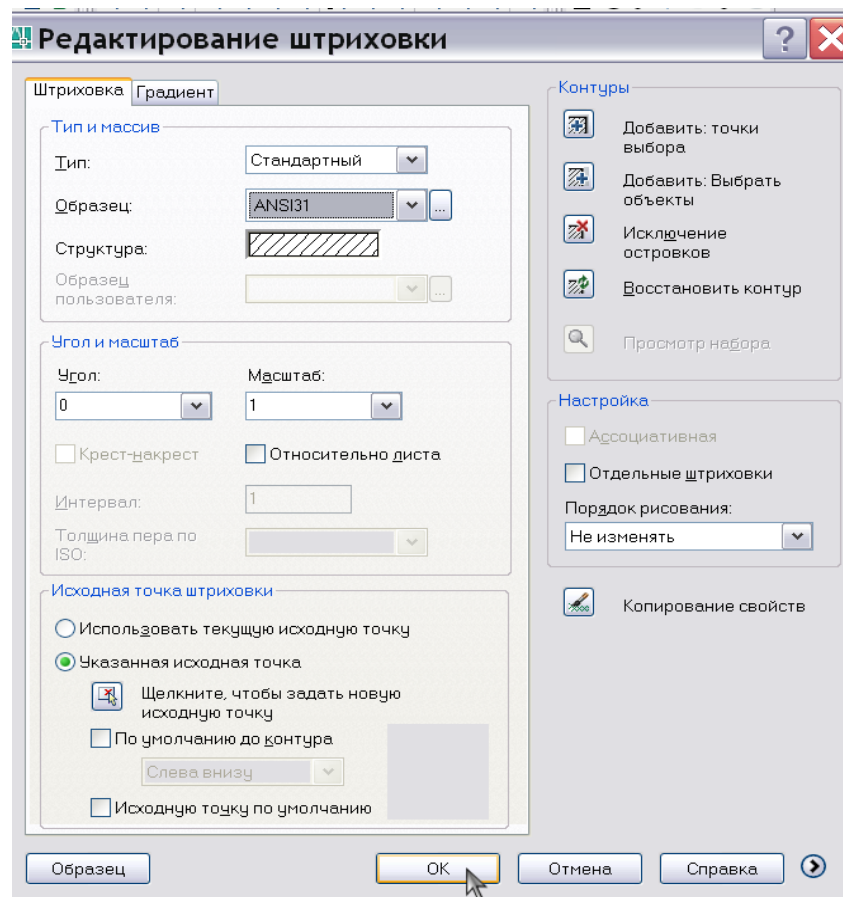 Редактирование штриховки
Штриховка Градиент
Тип и массив
Тип: Стандартный
Образец: ANSI31 ...
Структура:
Образец
пользователя: ...
Угол и масштаб
Угол: Масштаб:
0 1
Крест-накрест Относительно листа
Интервал: 1
Толщина пера по
ISO:
Исходная точка штриховки
Использовать текущую исходную точку
Указанная исходная точка
Щелкните, чтобы задать новую
исходную точку
По умолчанию до контура
Слева внизу
Исходную точку по умолчанию
Контуры
Добавить: точки
выбора
Добавить: Выбрать
объекты
Исключение
островков
Восстановить контур
Просмотр набора
Настройка
Ассоциативная
Отдельные штриховки
Порядок рисования:
Не изменять
Копирование свойств
Образец OK Отмена Справка